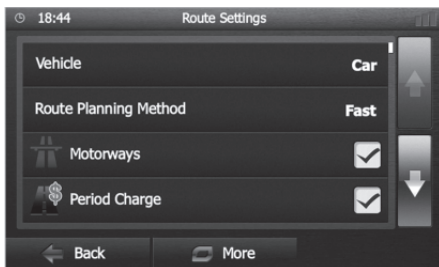 18:44 Route Settings
Vehicle Car
Route Planning Method Fast
Motorways
Period Charge
Back More